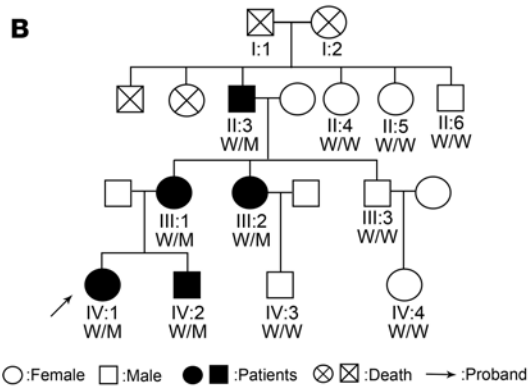 B
I:1 I:2
II:3 II:4 II:5 II:6
W/M W/W W/W W/W
III:1 III:2 III:3
W/M W/M W/W
IV:1 IV:2 IV:3 IV:4
W/M W/M W/W W/W
:Female :Male :Patients :Death :Proband